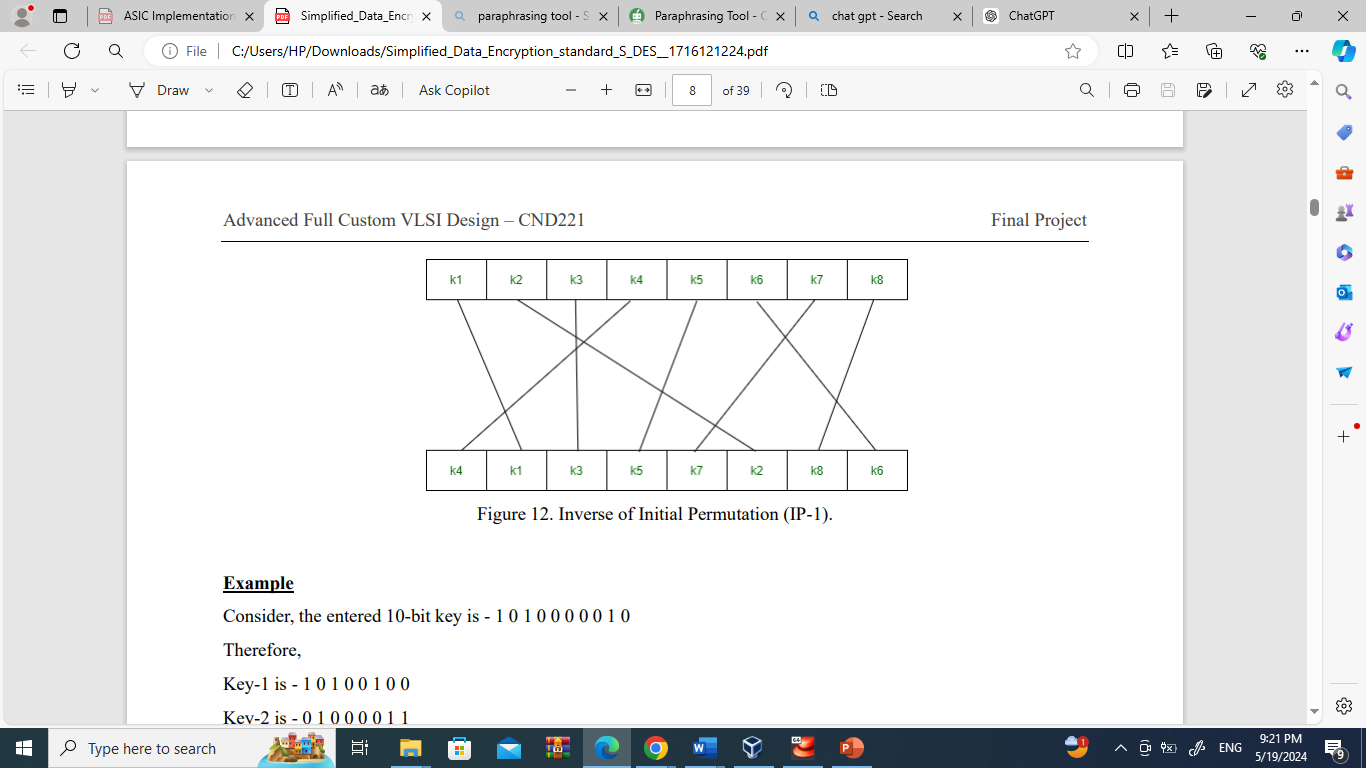 ASIC Implementation
Simplified_Data_Encr
paraphrasing tool - S
Paraphrasing Tool - C
chat gpt - Search
ChatGPT
File
C:/Users/HP/Downloads/Simplified_Data_Encryption_standard_S_DES__1716121224.pdf
Draw
aあ
Ask Copilot
8
of 39
Advanced Full Custom VLSI Design – CND221
Final Project
k1 k2 k3 k4 k5 k6 k7 k8
k4 k1 k3 k5 k7 k2 k8 k6
Figure 12. Inverse of Initial Permutation (IP-1).
Example
Consider, the entered 10-bit key is - 1 0 1 0 0 0 0 0 1 0
Therefore,
Key-1 is - 1 0 1 0 0 1 0 0
Key-2 is - 0 1 0 0 0 0 1 1
Type here to search
1
ENG
9:21 PM
5/19/2024
9